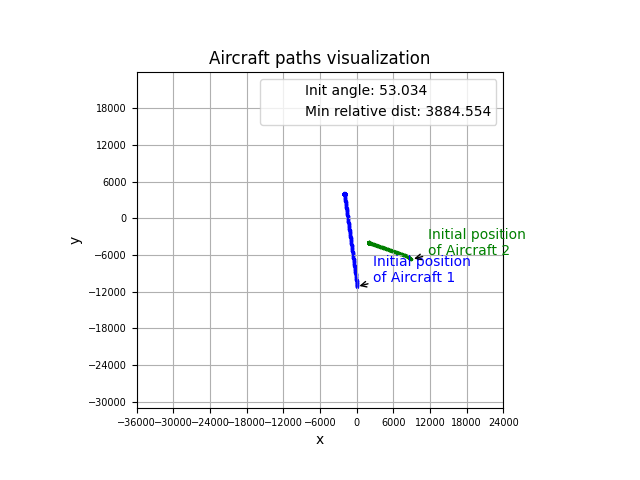 Aircraft paths visualization
Init angle: 53.034
Min relative dist: 3884.554
18000
12000
6000
0
−6000
−12000
−18000
−24000
−30000
y
Initial position
of Aircraft 2
Initial position
of Aircraft 1
−36000 −30000 −24000 −18000 −12000 −6000 0 6000 12000 18000 24000
x